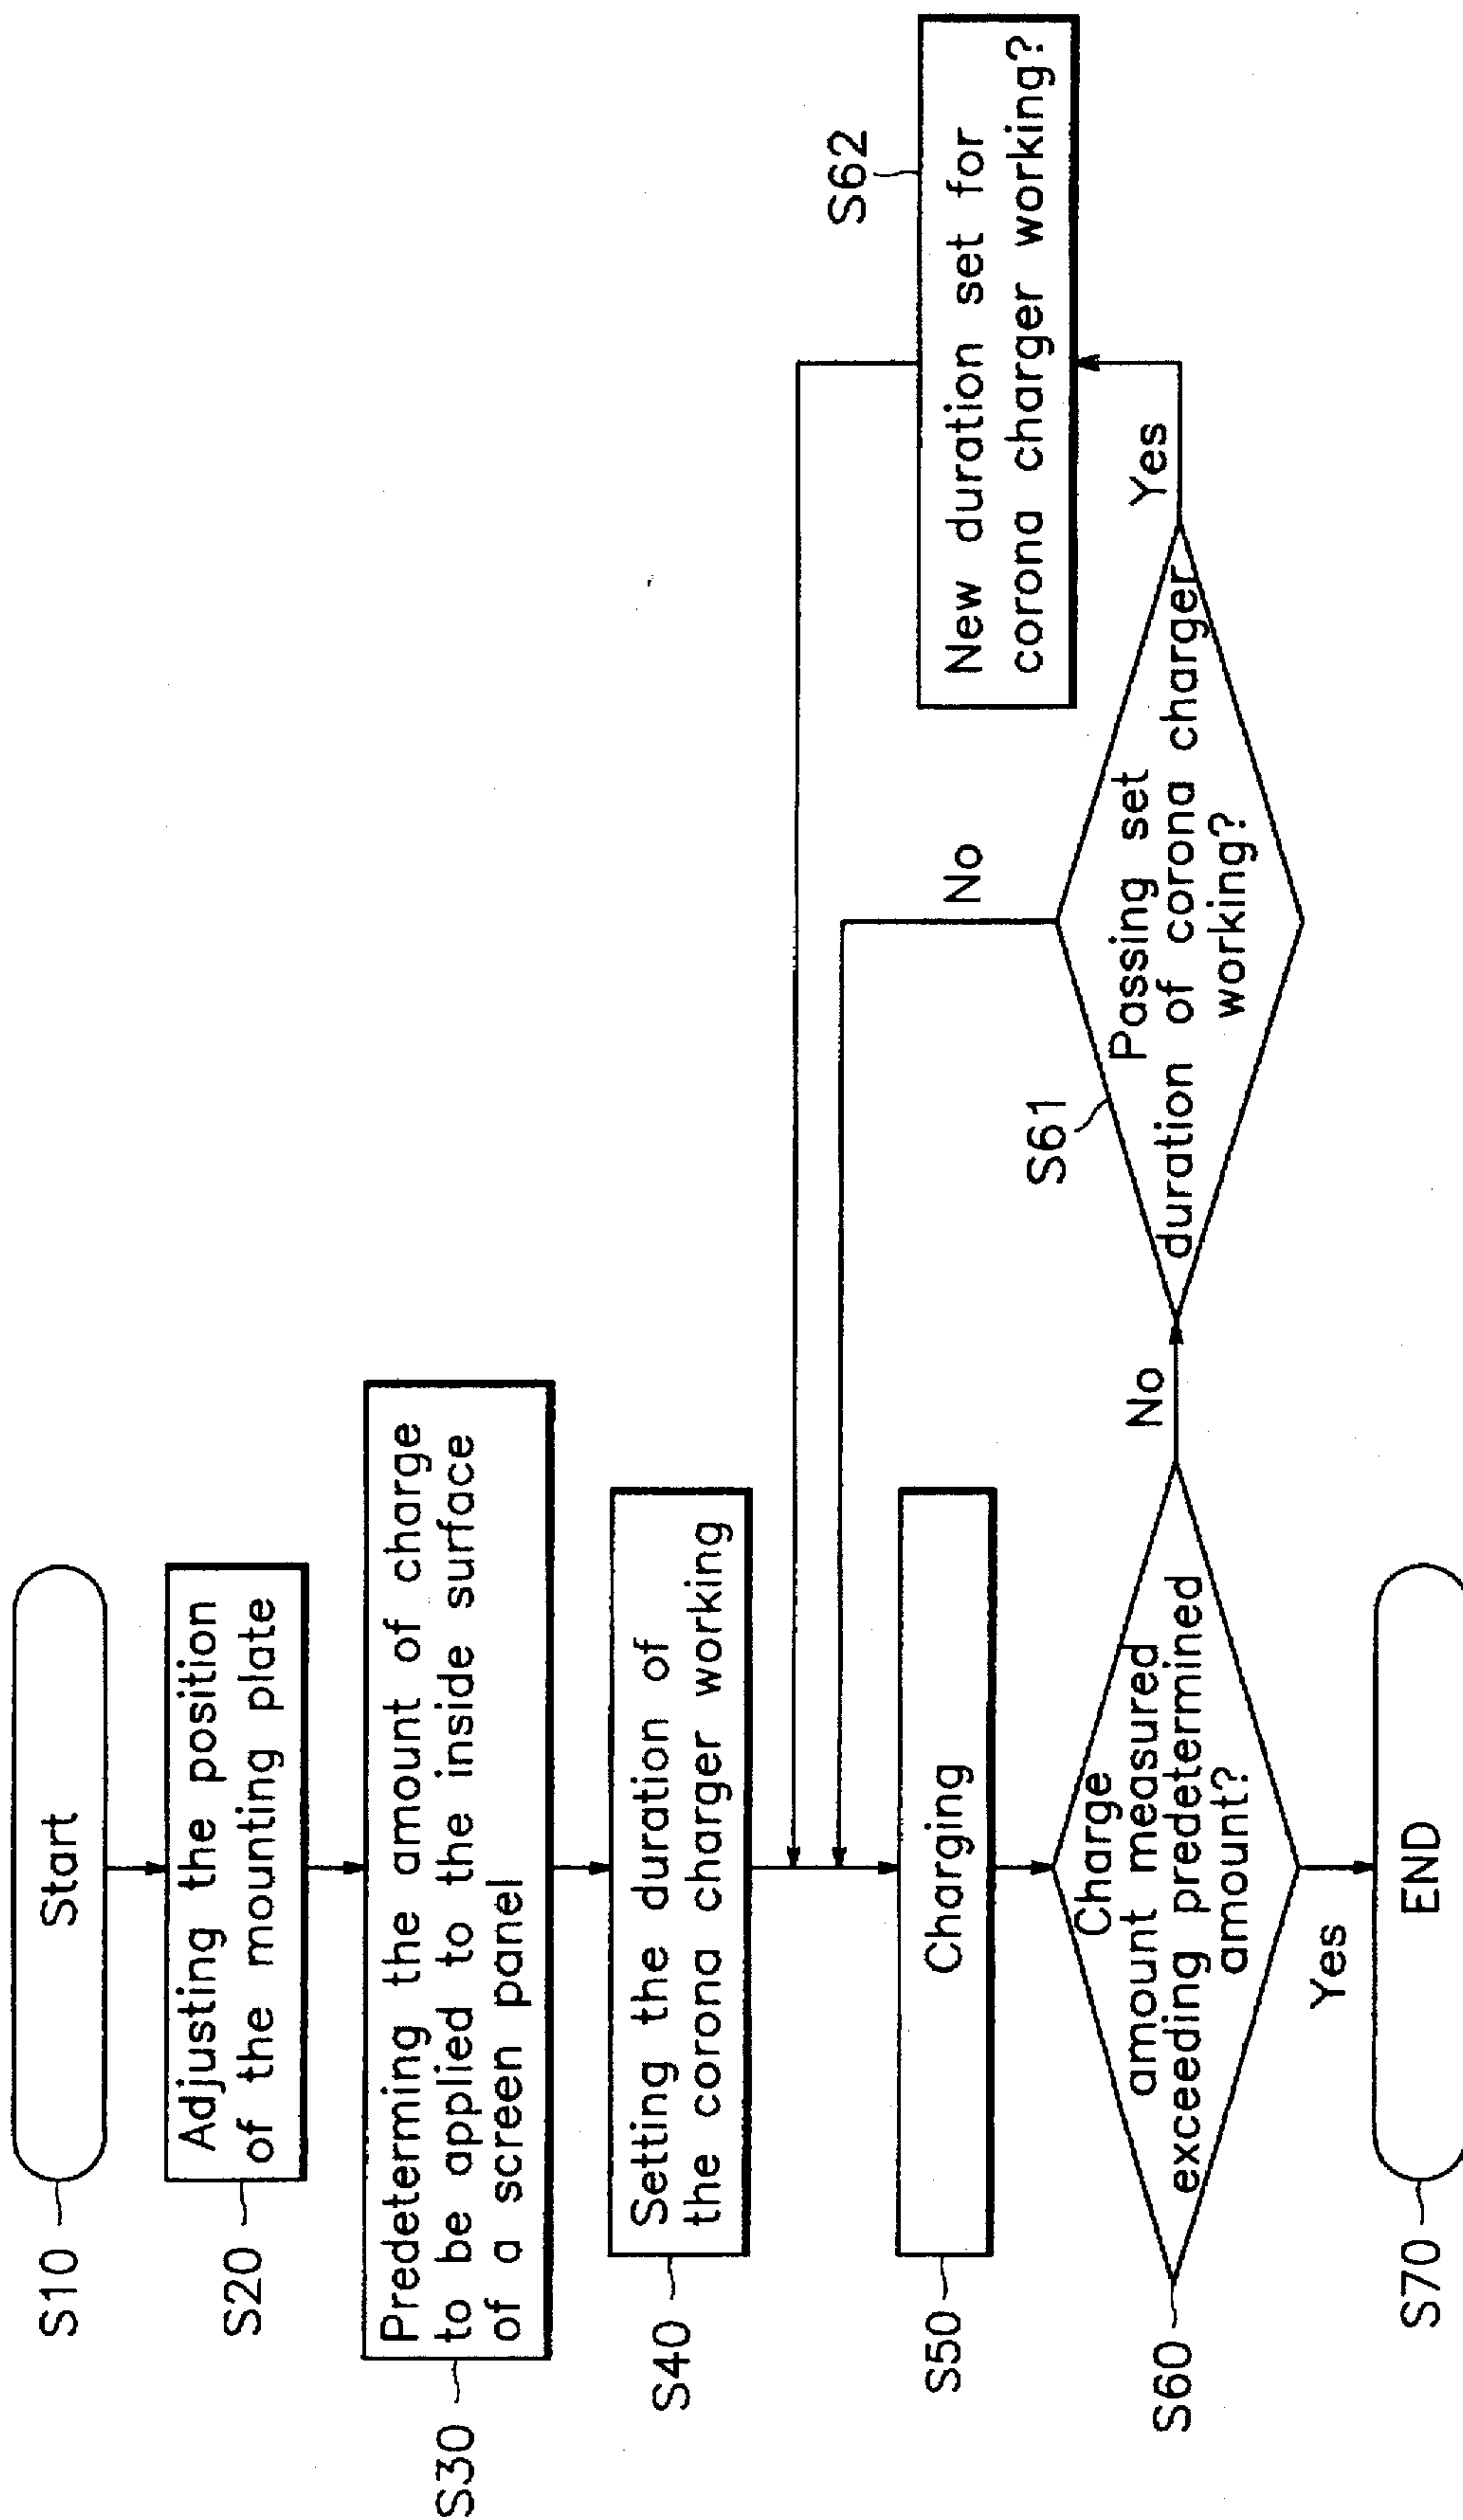 S10
Start
S20
Adjusting the position
of the mounting plate
S30
Predetermining the amount of charge
to be applied to the inside surface
of a screen panel
S40
Setting the duration of
the corona charger working
S50
Charging
S60
Charge
amount measured
exceeding predetermined
amount?
No
Yes
S61
Passing set
duration of corona charger
working?
No
Yes
S62
New duration set for
corona charger working?
S70
END